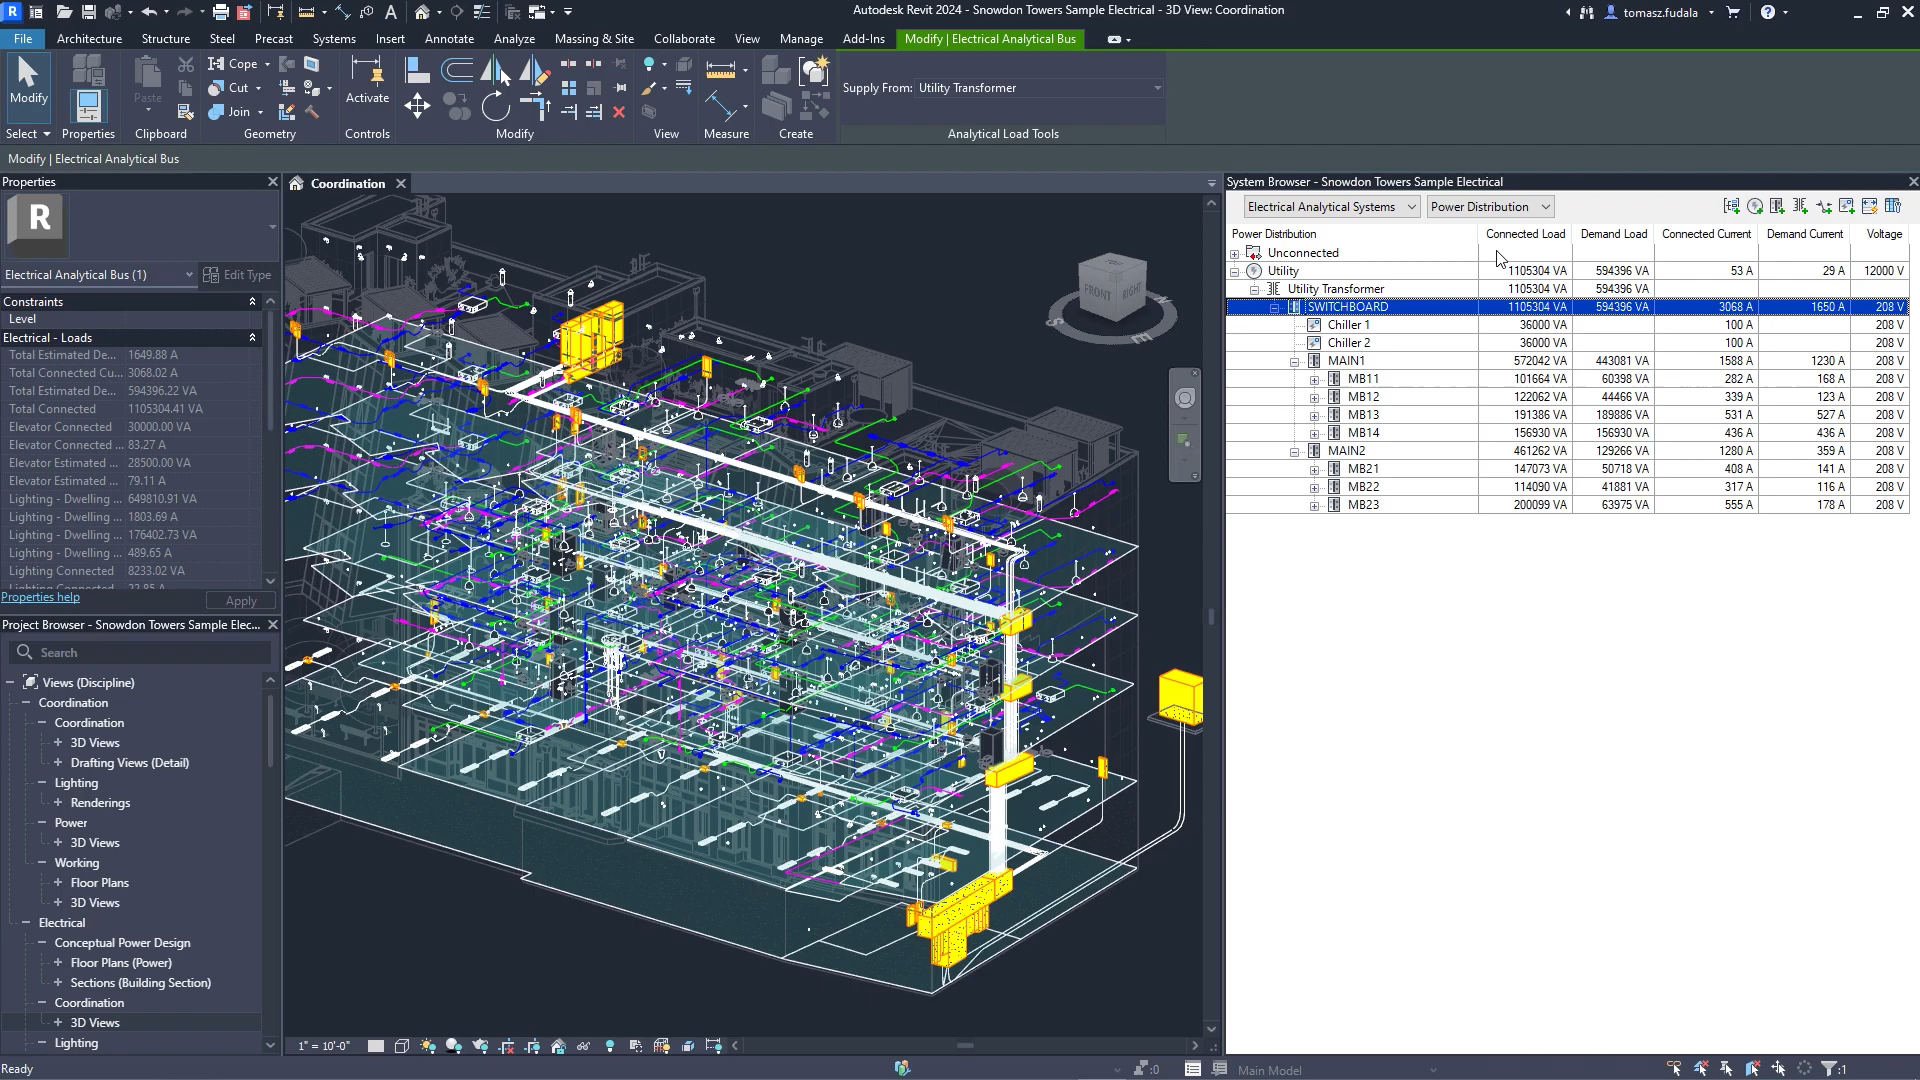 R
Autodesk Revit 2024 - Snowdon Towers Sample Electrical - 3D View: Coordination
tomasz.fudala
File Architecture Structure Steel Precast Systems Insert Annotate Analyze Massing & Site Collaborate View Manage Add-Ins Modify | Electrical Analytical Bus
Modify
Paste
Cope
Cut
Join
Activate
Supply From: Utility Transformer
Select Properties Clipboard Geometry Controls Modify View Measure Create Analytical Load Tools
Modify | Electrical Analytical Bus
Properties
R
Electrical Analytical Bus (1) Edit Type
Constraints
Level
Electrical - Loads
Total Estimated De... 1649.88 A
Total Connected Cu... 3068.02 A
Total Estimated De... 594396.22 VA
Total Connected 1105304.41 VA
Elevator Connected 30000.00 VA
Elevator Connected ... 83.27 A
Elevator Estimated ... 28500.00 VA
Elevator Estimated ... 79.11 A
Lighting - Dwelling ... 649810.91 VA
Lighting - Dwelling ... 1803.69 A
Lighting - Dwelling ... 176402.73 VA
Lighting - Dwelling ... 489.65 A
Lighting Connected 8233.02 VA
Lighting Connected 22.85 A
Properties help Apply
Project Browser - Snowdon Towers Sample Elec...
Search
Views (Discipline)
Coordination
Coordination
3D Views
Drafting Views (Detail)
Lighting
Renderings
Power
3D Views
Working
Floor Plans
3D Views
Electrical
Conceptual Power Design
Floor Plans (Power)
Sections (Building Section)
Coordination
3D Views
Lighting
Coordination
FRONT RIGHT
S
E
1" = 10'-0"
System Browser - Snowdon Towers Sample Electrical
Electrical Analytical Systems Power Distribution
Power Distribution Connected Load Demand Load Connected Current Demand Current Voltage
Unconnected
Utility 1105304 VA 594396 VA 53 A 29 A 12000 V
Utility Transformer 1105304 VA 594396 VA
SWITCHBOARD 1105304 VA 594396 VA 3068 A 1650 A 208 V
Chiller 1 36000 VA 100 A 208 V
Chiller 2 36000 VA 100 A 208 V
MAIN1 572042 VA 443081 VA 1588 A 1230 A 208 V
MB11 101664 VA 60398 VA 282 A 168 A 208 V
MB12 122062 VA 44466 VA 339 A 123 A 208 V
MB13 191386 VA 189886 VA 531 A 527 A 208 V
MB14 156930 VA 156930 VA 436 A 436 A 208 V
MAIN2 461262 VA 129266 VA 1280 A 359 A 208 V
MB21 147073 VA 50718 VA 408 A 141 A 208 V
MB22 114090 VA 41881 VA 317 A 116 A 208 V
MB23 200099 VA 63975 VA 555 A 178 A 208 V
Ready
:0
Main Model
:1